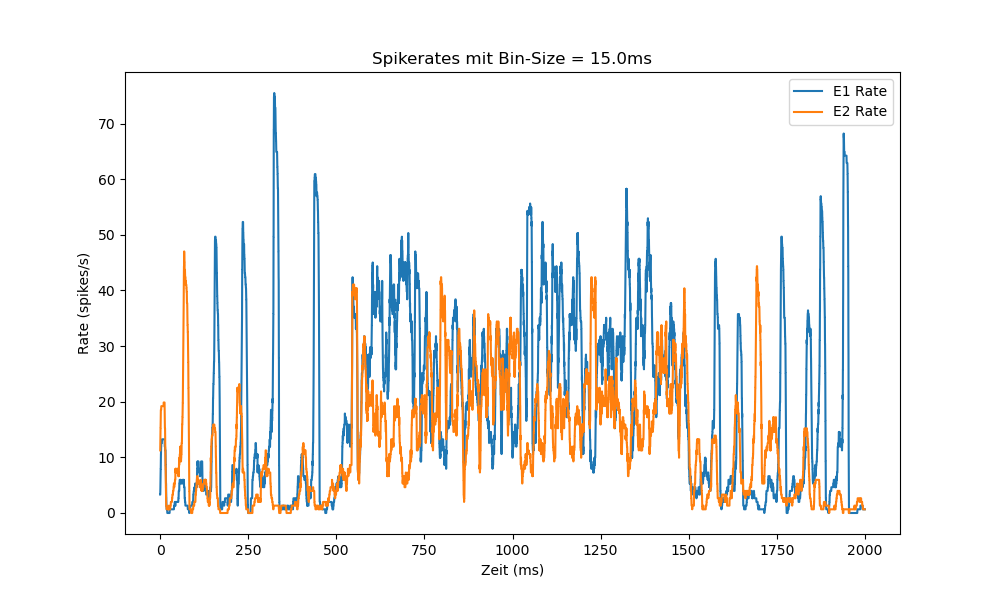 Spikerates mit Bin-Size = 15.0ms
E1 Rate
E2 Rate
Rate (spikes/s)
70
60
50
40
30
20
10
0
0 250 500 750 1000 1250 1500 1750 2000
Zeit (ms)